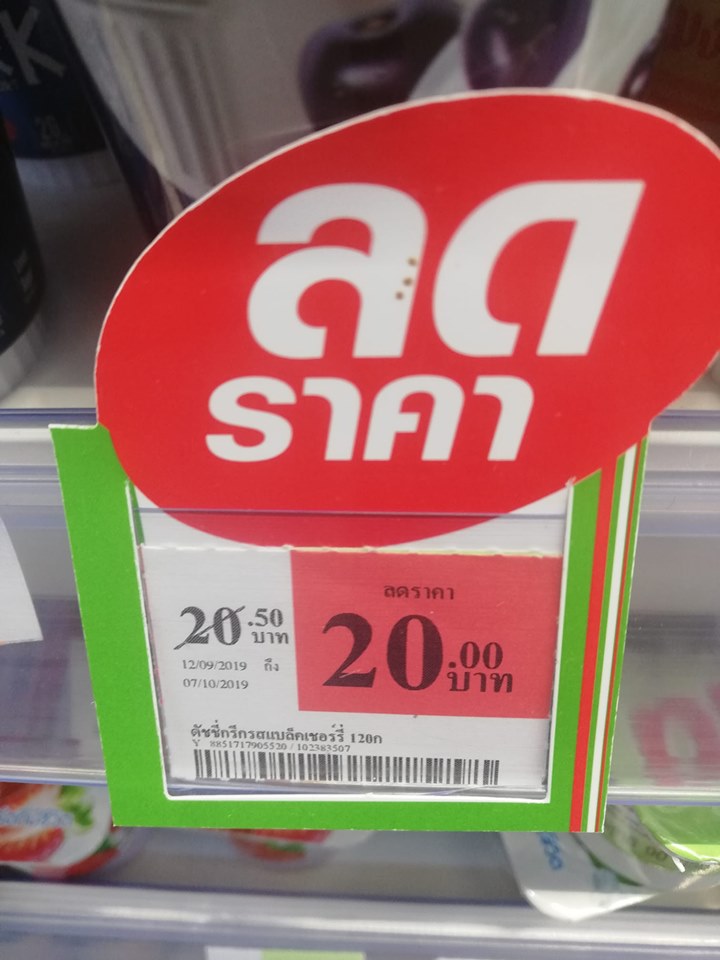 ลด
ราคา
20.50
บาท
12/09/2019 ถึง
07/10/2019
ลดราคา
20.00
บาท
ดัชชี่กรีกรสแบล็คเชอร์รี่ 120ก
Y 8851717905520 / 102383507